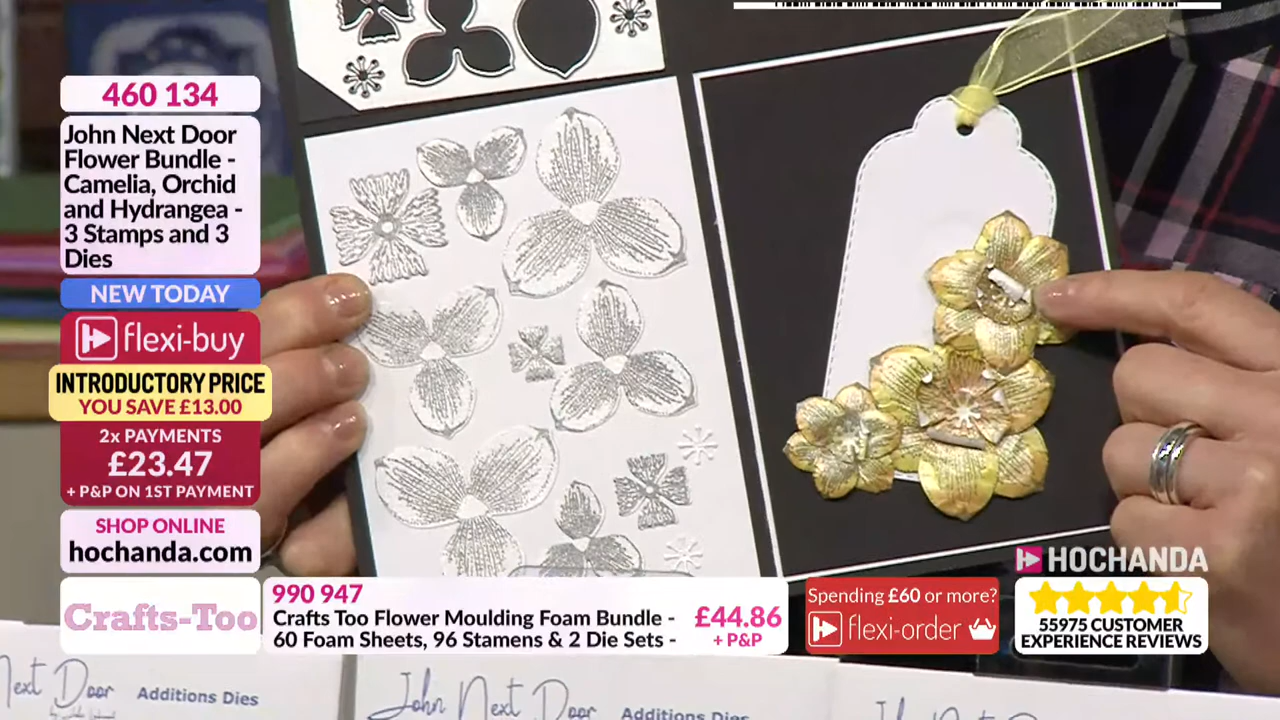 460 134
John Next Door
Flower Bundle -
Camelia, Orchid
and Hydrangea -
3 Stamps and 3
Dies
NEW TODAY
flexi-buy
INTRODUCTORY PRICE
YOU SAVE £13.00
2x PAYMENTS
£23.47
+ P&P ON 1ST PAYMENT
SHOP ONLINE
hochanda.com
Crafts-Too
990 947
Crafts Too Flower Moulding Foam Bundle -
60 Foam Sheets, 96 Stamens & 2 Die Sets -
£44.86
+ P&P
Spending £60 or more?
flexi-order
HOCHANDA
55975 CUSTOMER
EXPERIENCE REVIEWS
Next Door Additions Dies
John Next Door Additions Dies